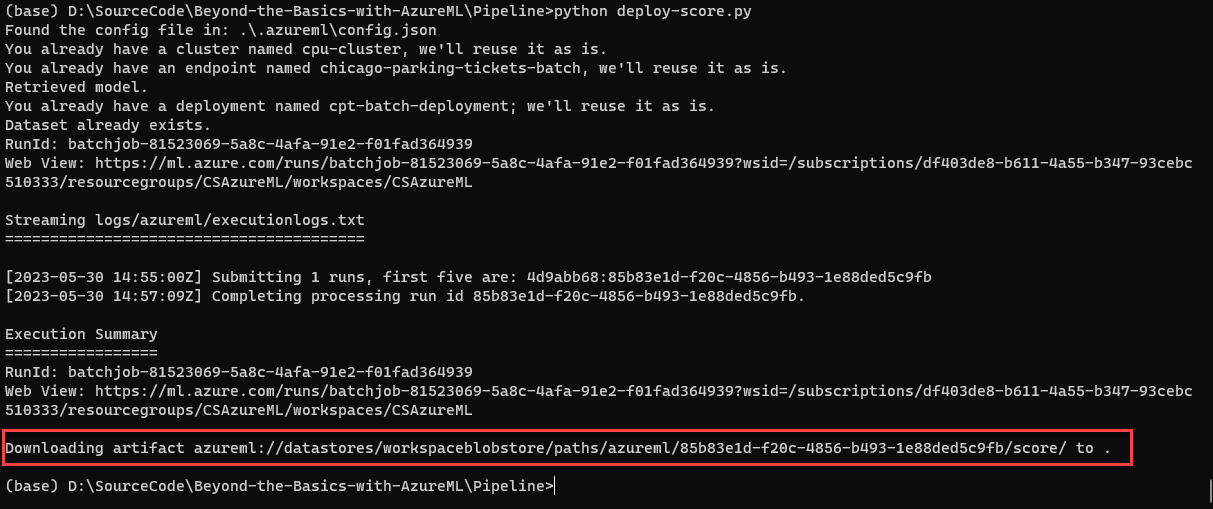 (base) D:\SourceCode\Beyond-the-Basics-with-AzureML\Pipeline>python deploy-score.py
Found the config file in: .\.azureml\config.json
You already have a cluster named cpu-cluster, we'll reuse it as is.
You already have an endpoint named chicago-parking-tickets-batch, we'll reuse it as is.
Retrieved model.
You already have a deployment named cpt-batch-deployment; we'll reuse it as is.
Dataset already exists.
RunId: batchjob-81523069-5a8c-4afa-91e2-f01fad364939
Web View: https://ml.azure.com/runs/batchjob-81523069-5a8c-4afa-91e2-f01fad364939?wsid=/subscriptions/df403de8-b611-4a55-b347-93cebc
510333/resourcegroups/CSAzureML/workspaces/CSAzureML
Streaming logs/azureml/executionlogs.txt
========================================
[2023-05-30 14:55:00Z] Submitting 1 runs, first five are: 4d9abb68:85b83e1d-f20c-4856-b493-1e88ded5c9fb
[2023-05-30 14:57:09Z] Completing processing run id 85b83e1d-f20c-4856-b493-1e88ded5c9fb.
Execution Summary
=================
RunId: batchjob-81523069-5a8c-4afa-91e2-f01fad364939
Web View: https://ml.azure.com/runs/batchjob-81523069-5a8c-4afa-91e2-f01fad364939?wsid=/subscriptions/df403de8-b611-4a55-b347-93cebc
510333/resourcegroups/CSAzureML/workspaces/CSAzureML
Downloading artifact azureml://datastores/workspaceblobstore/paths/azureml/85b83e1d-f20c-4856-b493-1e88ded5c9fb/score/ to .
(base) D:\SourceCode\Beyond-the-Basics-with-AzureML\Pipeline>